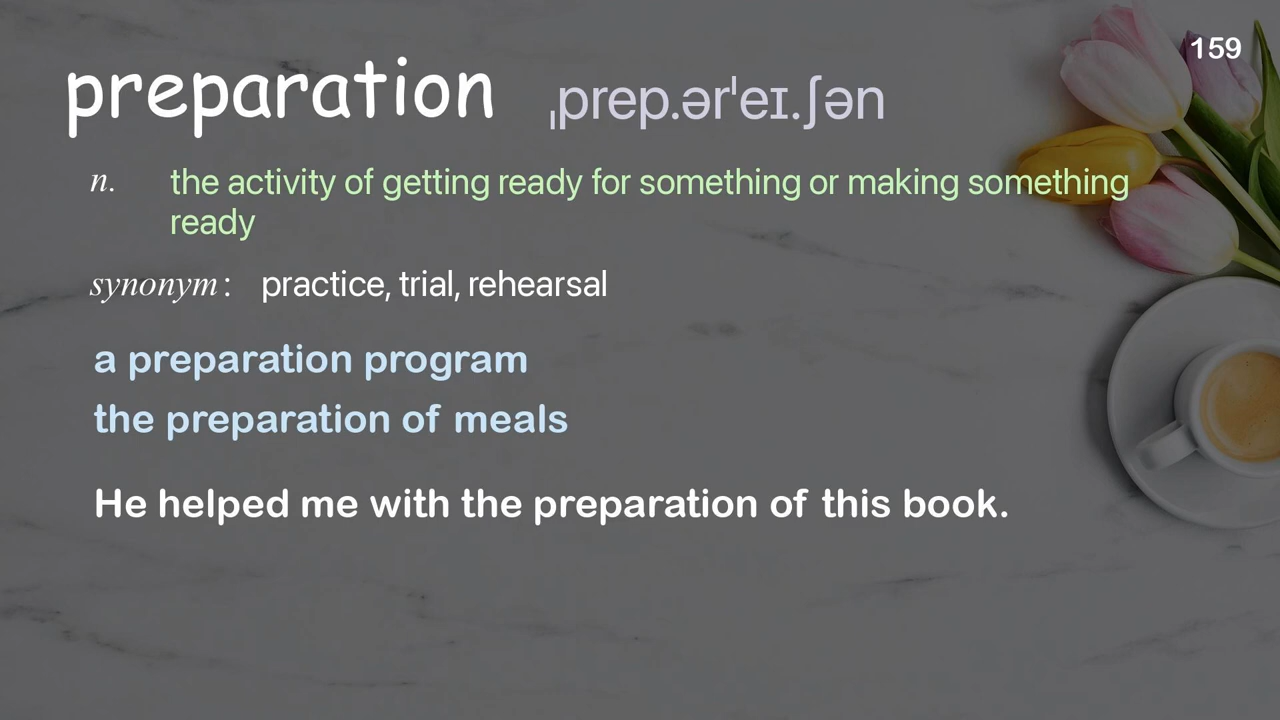 159
preparation ˌprep.ərˈeɪ.ʃən
n. the activity of getting ready for something or making something
ready
synonym: practice, trial, rehearsal
a preparation program
the preparation of meals
He helped me with the preparation of this book.